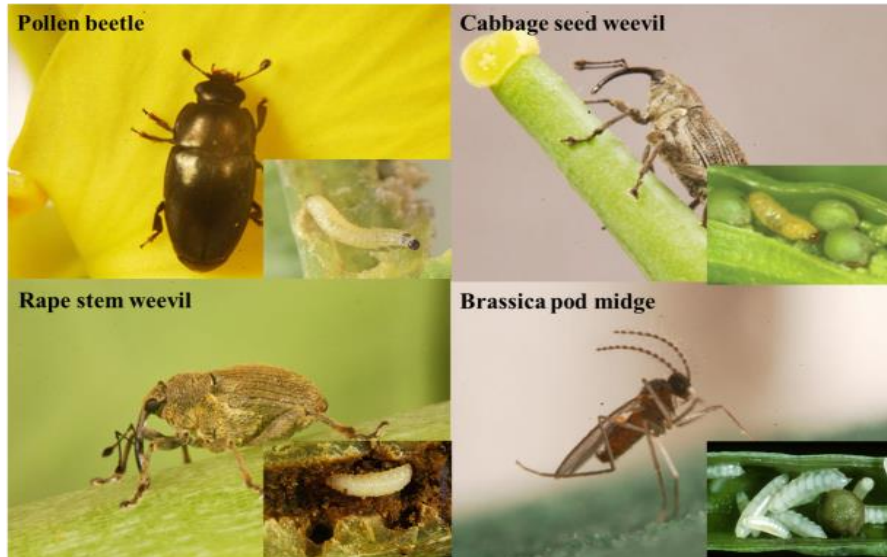 Pollen beetle
Cabbage seed weevil
Rape stem weevil
Brassica pod midge